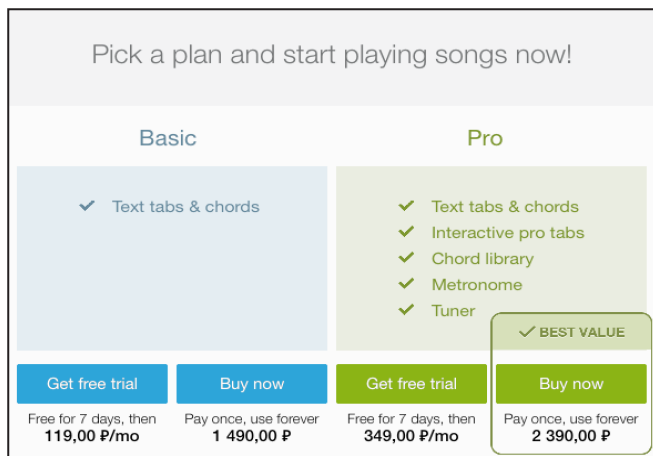 Pick a plan and start playing songs now!
Basic
Text tabs & chords
Get free trial
Free for 7 days, then
119,00 ₽/mo
Buy now
Pay once, use forever
1 490,00 ₽
Pro
Text tabs & chords
Interactive pro tabs
Chord library
Metronome
Tuner
Get free trial
Free for 7 days, then
349,00 ₽/mo
BEST VALUE
Buy now
Pay once, use forever
2 390,00 ₽